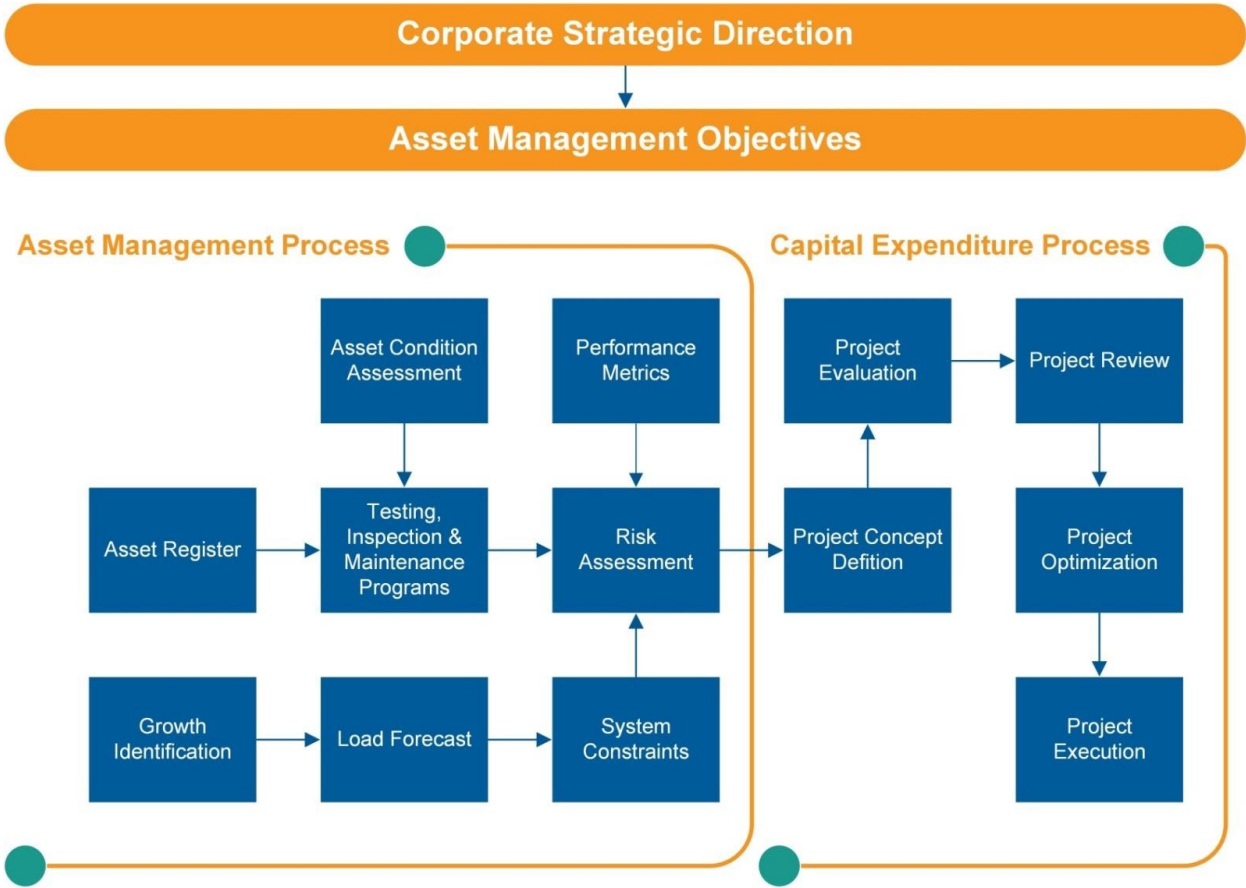 Corporate Strategic Direction
Asset Management Objectives
Asset Management Process
Capital Expenditure Process
Asset Condition
Assessment
Performance
Metrics
Project
Evaluation
Project Review
Asset Register
Testing,
Inspection &
Maintenance
Programs
Risk
Assessment
Project Concept
Defition
Project
Optimization
Growth
Identification
Load Forecast
System
Constraints
Project
Execution